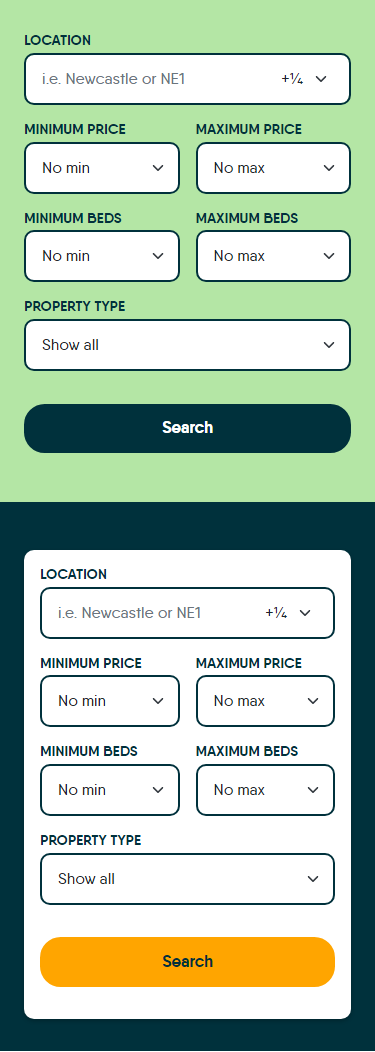 LOCATION
i.e. Newcastle or NE1 +¼
MINIMUM PRICE MAXIMUM PRICE
No min No max
MINIMUM BEDS MAXIMUM BEDS
No min No max
PROPERTY TYPE
Show all
Search
LOCATION
i.e. Newcastle or NE1 +¼
MINIMUM PRICE MAXIMUM PRICE
No min No max
MINIMUM BEDS MAXIMUM BEDS
No min No max
PROPERTY TYPE
Show all
Search